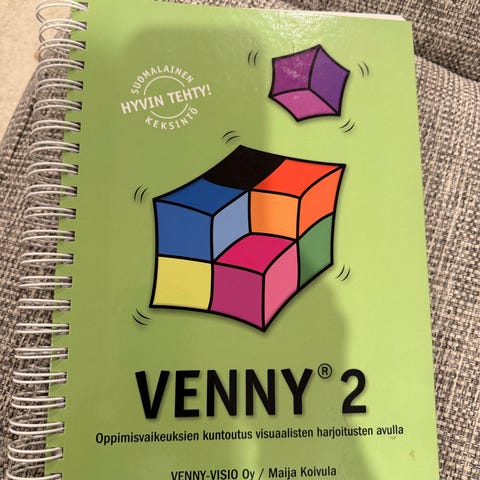 SUOMALAINEN
HYVIN TEHTY!
KEKSINTÖ
VENNY® 2
Oppimisvaikeuksien kuntoutus visuaalisten harjoitusten avulla
VENNY-VISIO Oy / Maija Koivula